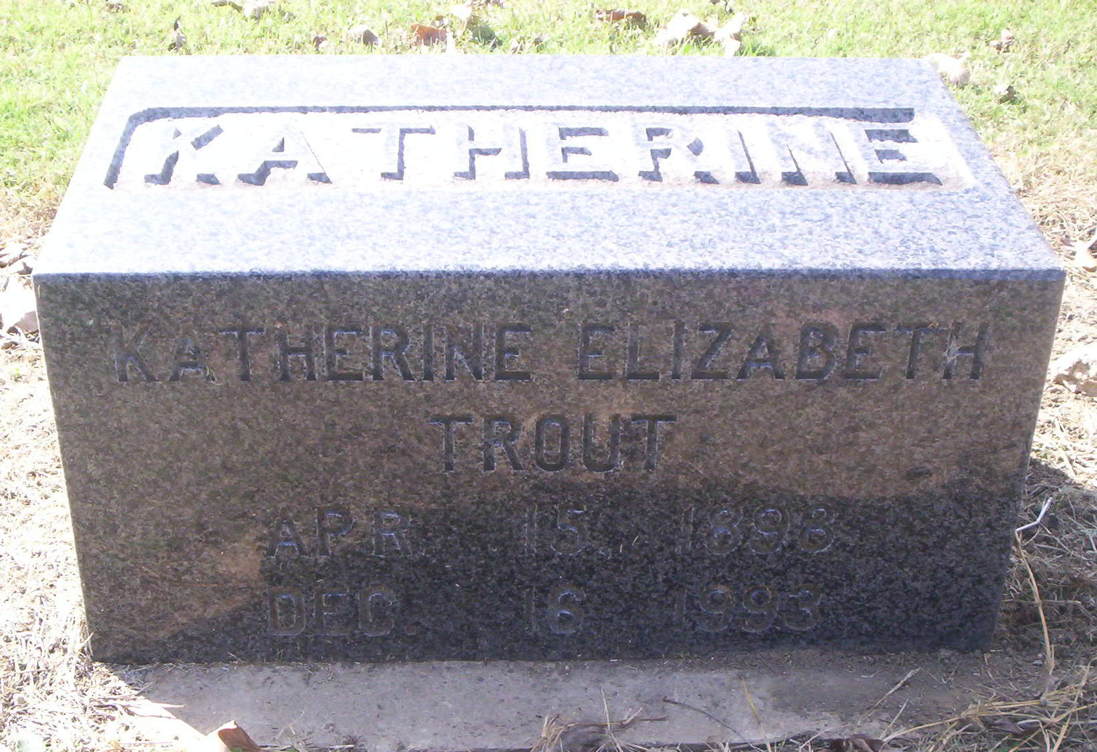 KATHERINE
KATHERINE ELIZABETH
TROUT
APR. 15, 1898
DEC. 16 1993